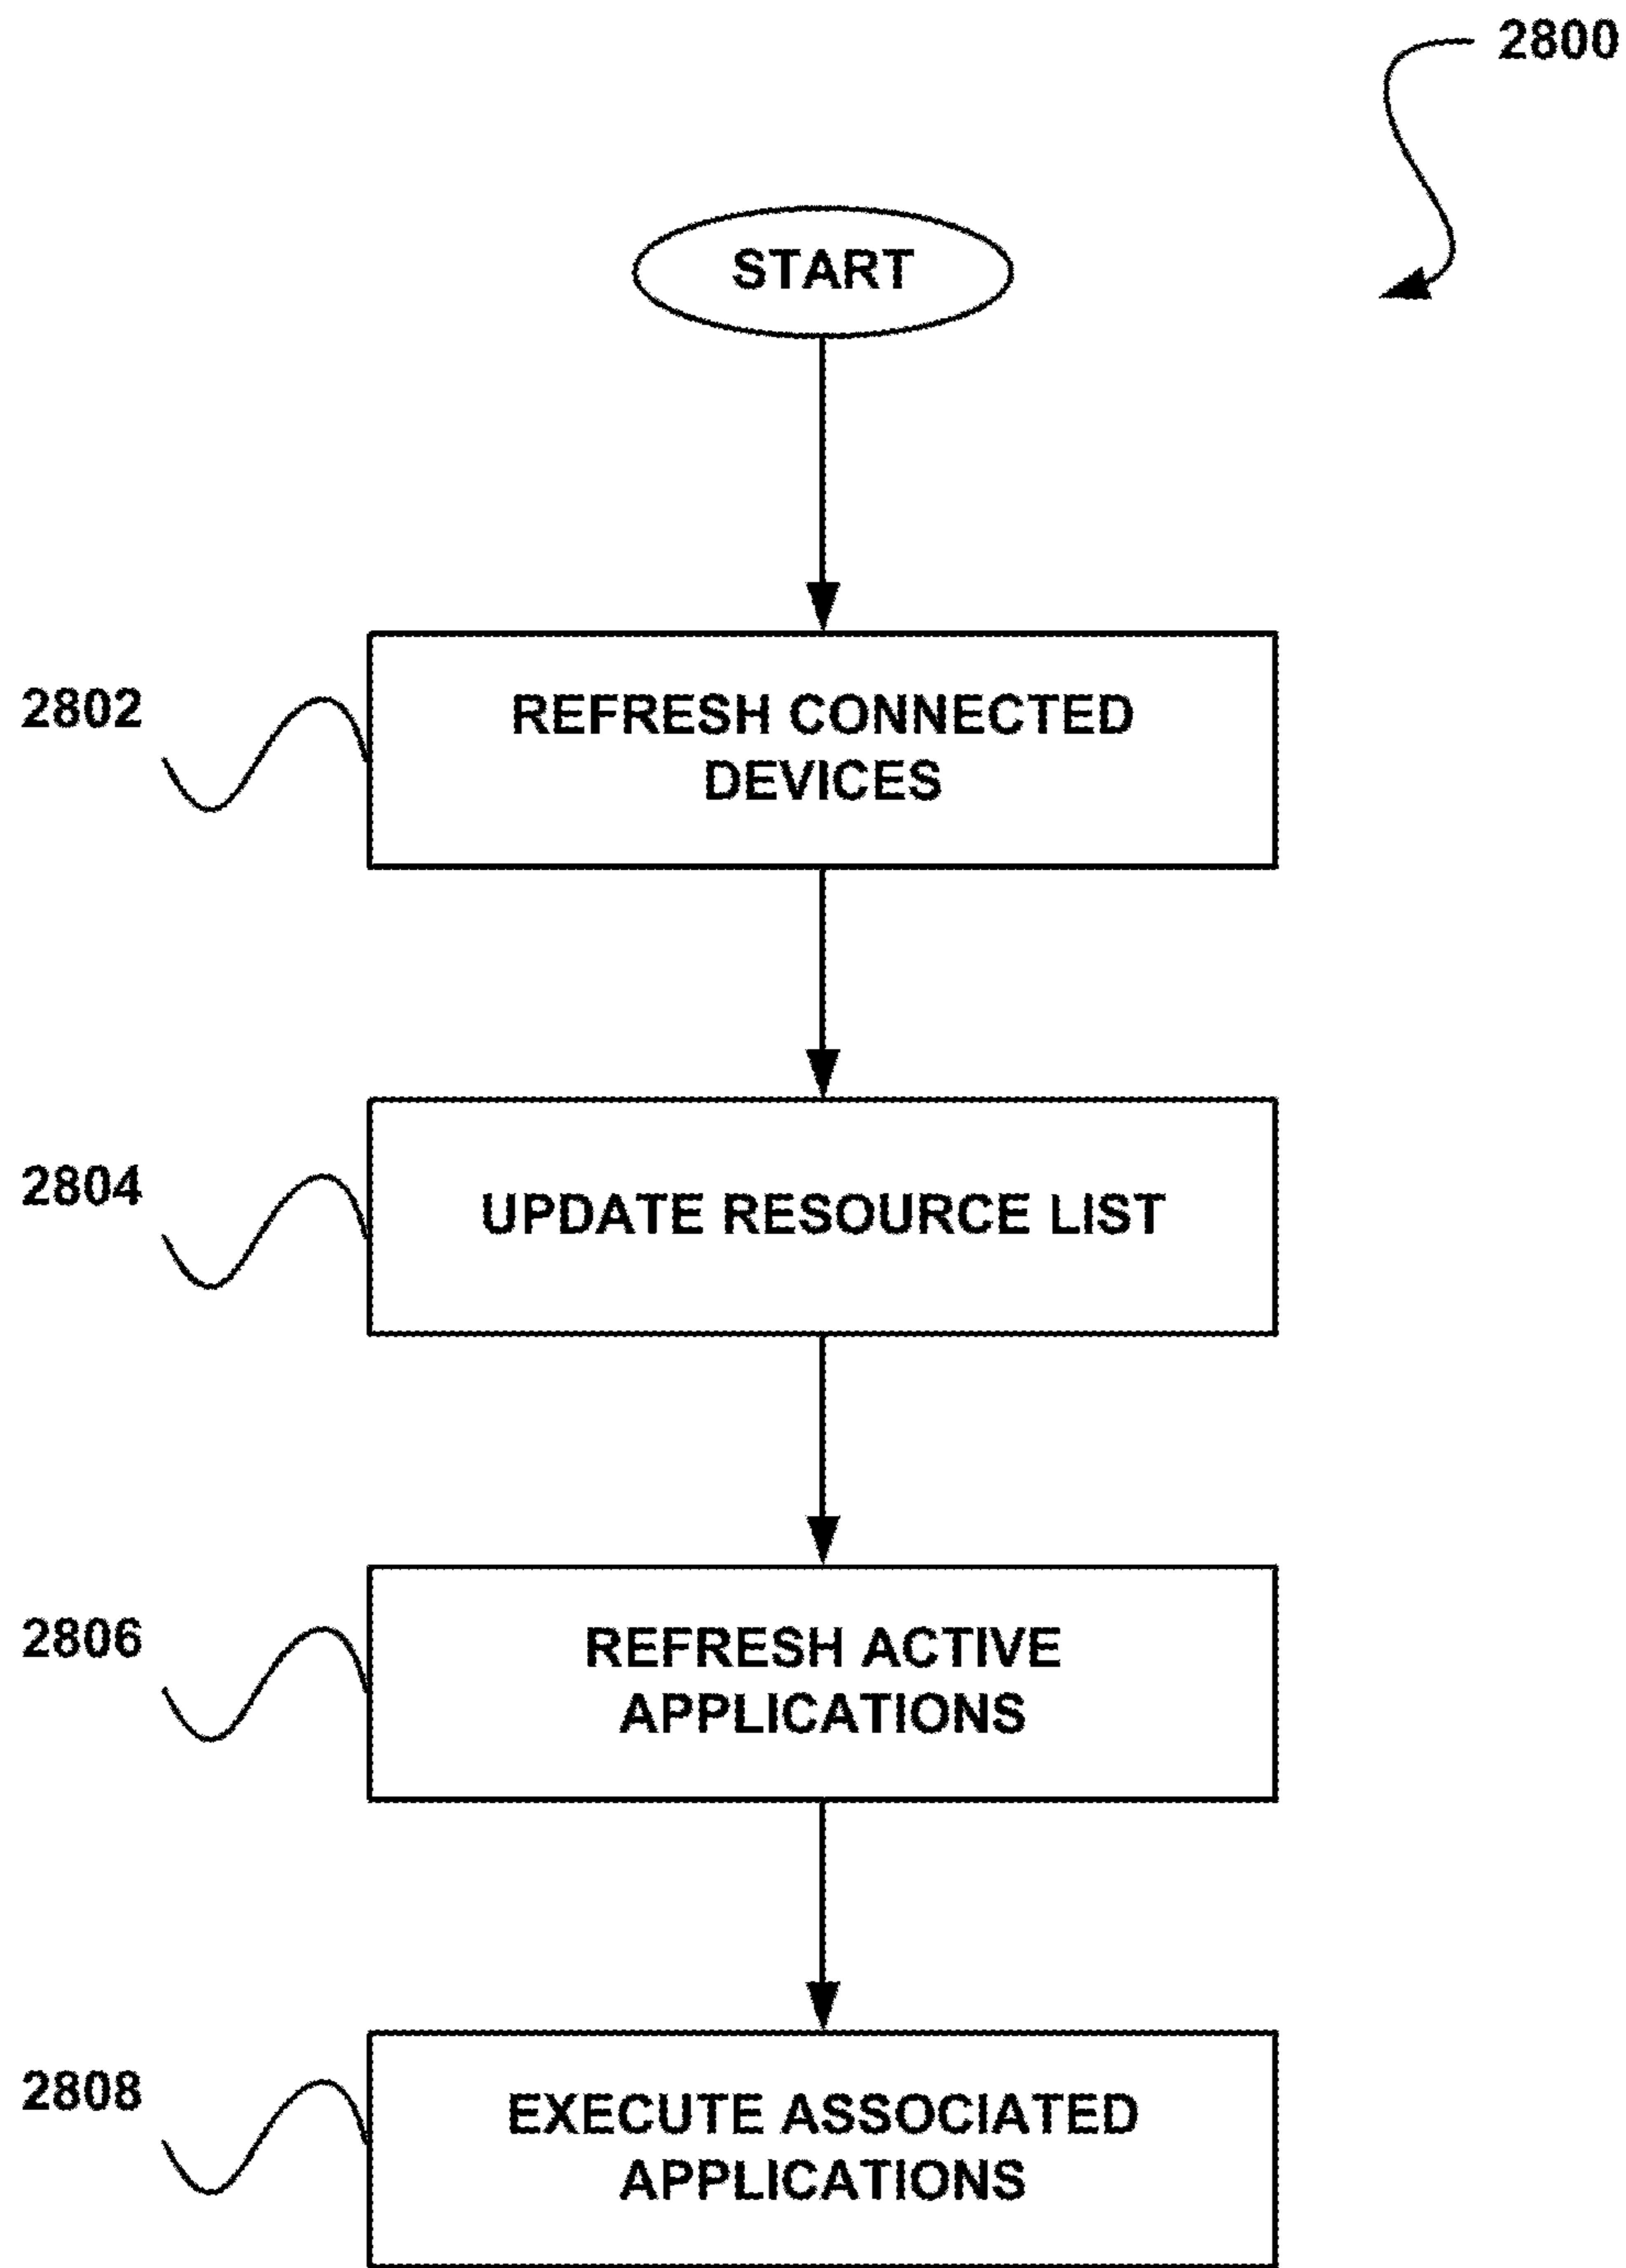 2800
START
2802
REFRESH CONNECTED
DEVICES
2804
UPDATE RESOURCE LIST
2806
REFRESH ACTIVE
APPLICATIONS
2808
EXECUTE ASSOCIATED
APPLICATIONS